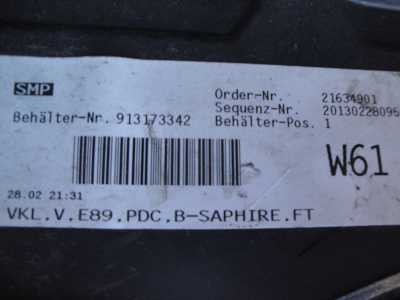 SMP
Order-Nr. 21634901
Sequenz-Nr. 20130228096
Behälter-Nr. 913173342 Behälter-Pos. 1
W61
28.02 21:31
VKL.V.E89.PDC.B-SAPHIRE.FT